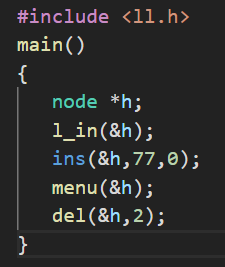 #include <ll.h>
main()
{
node *h;
l_in(&h);
ins(&h,77,0);
menu(&h);
del(&h,2);
}